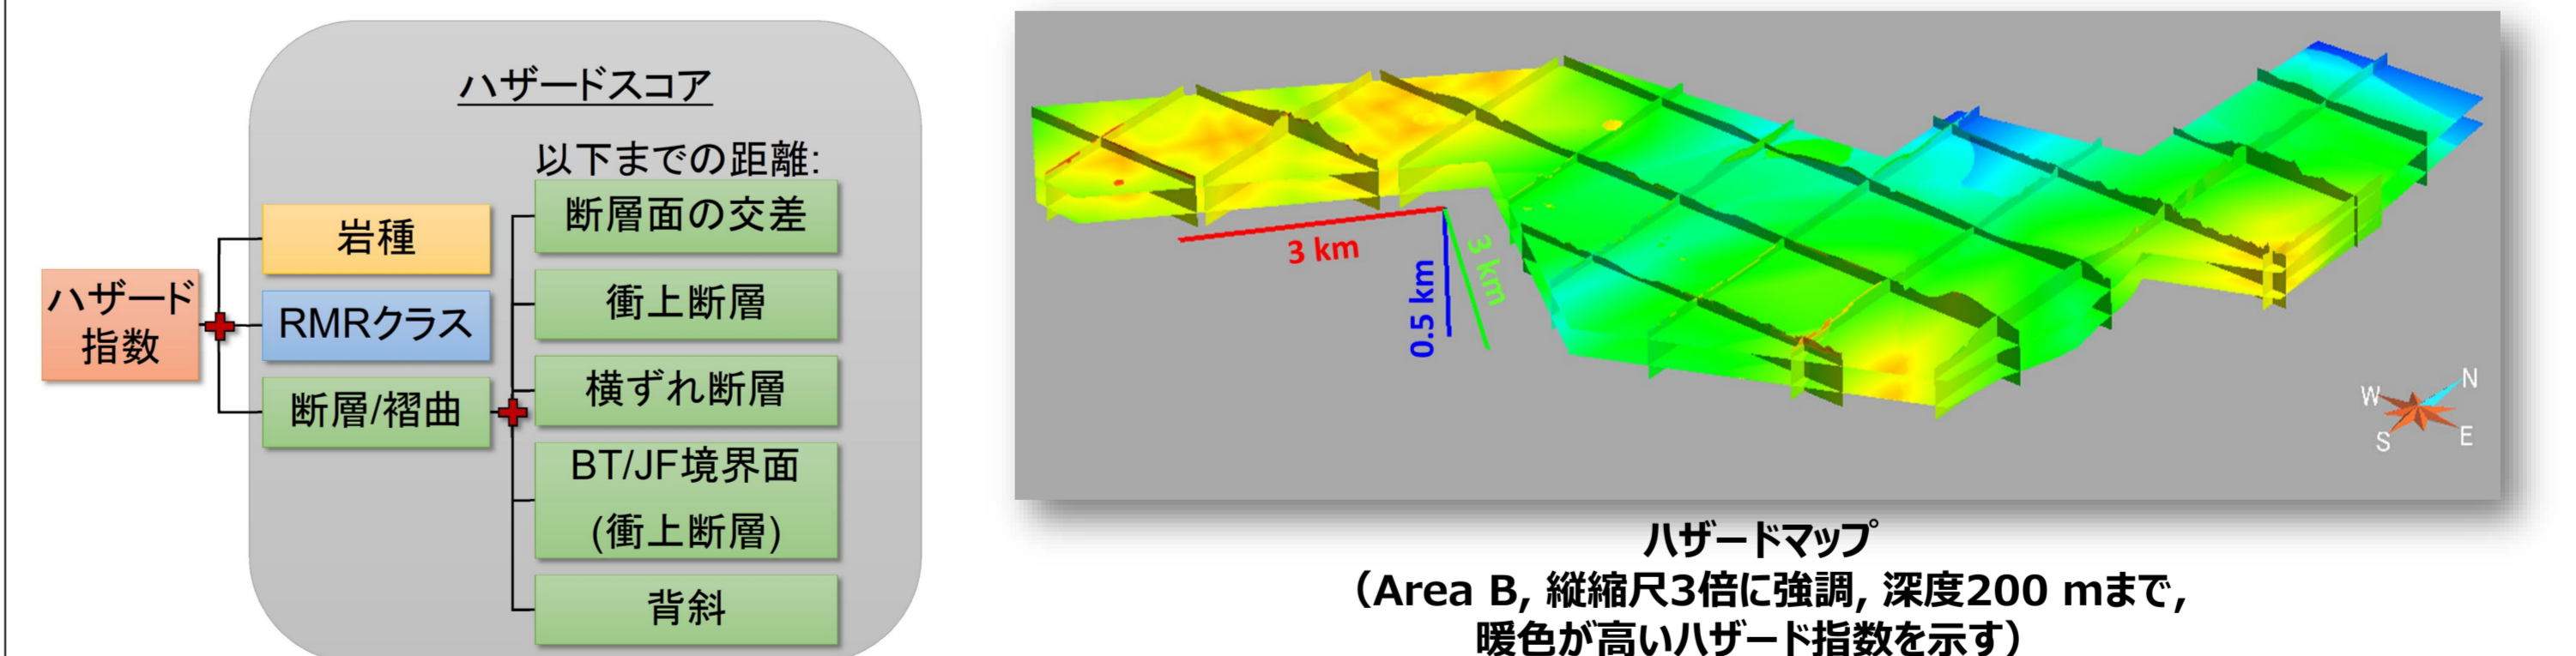 ハザードスコア
以下までの距離:
ハザード
指数
岩種
RMRクラス
断層/褶曲
断層面の交差
衝上断層
横ずれ断層
BT/JF境界面
(衝上断層)
背斜
3 km
0.5 km
3 km
N
W
S
E
ハザードマップ
（Area B, 縦縮尺3倍に強調, 深度200 mまで,
暖色が高いハザード指数を示す）